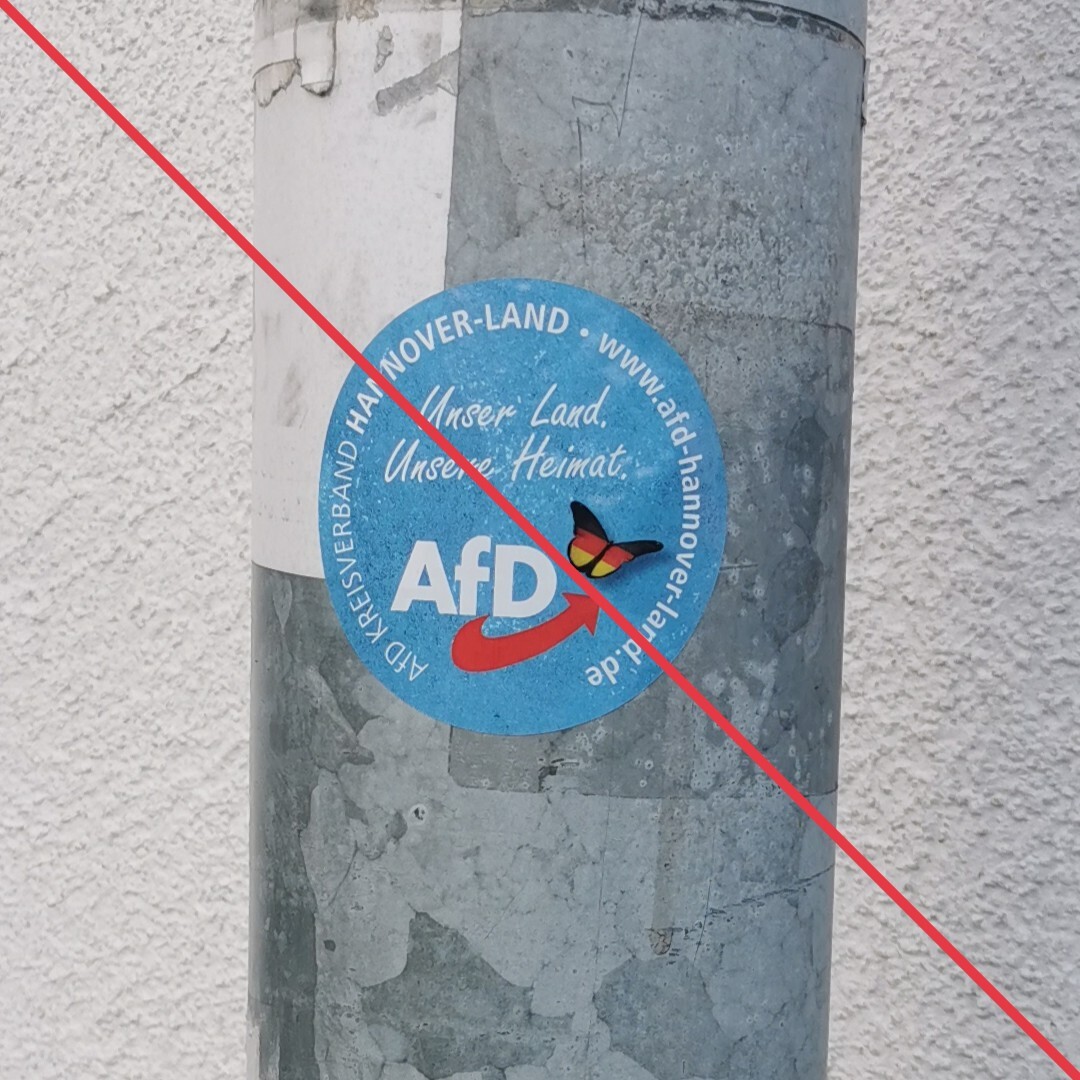 AfD KREISVERBAND HANNOVER-LAND • www.afd-hannover-land.de
Unser Land.
Unsere Heimat.
AfD